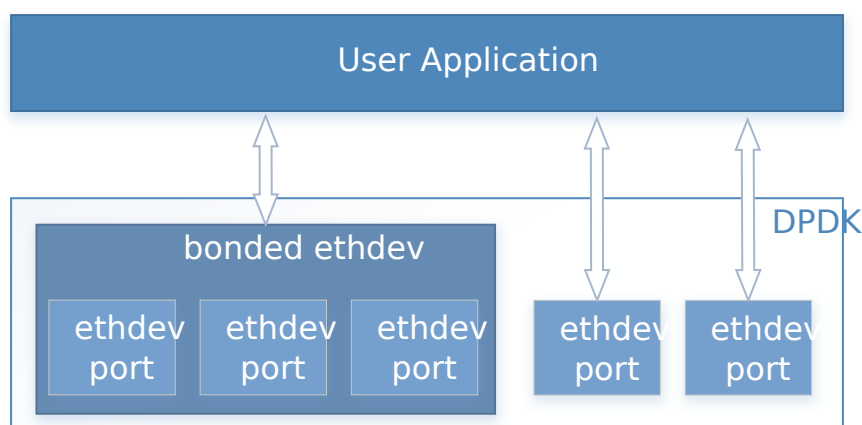 User Application
DPDK
bonded ethdev
ethdev
port
ethdev
port
ethdev
port
ethdev
port
ethdev
port